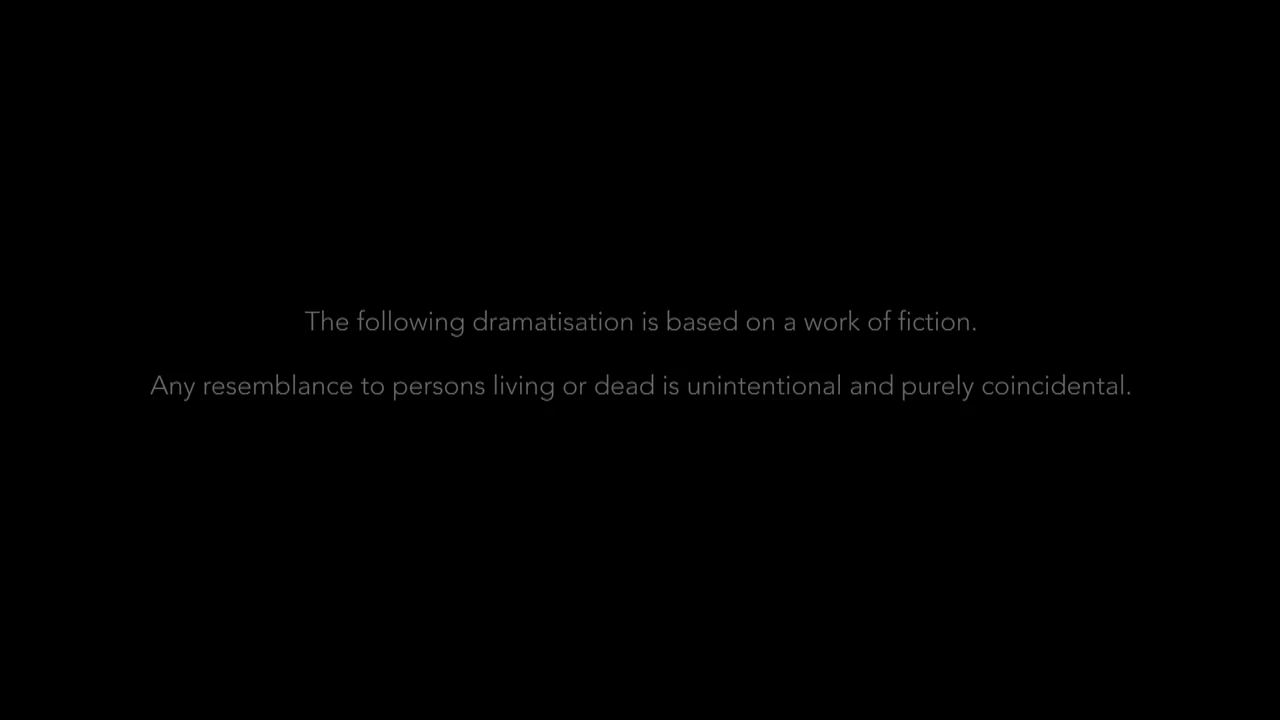 The following dramatisation is based on a work of fiction.
Any resemblance to persons living or dead is unintentional and purely coincidental.